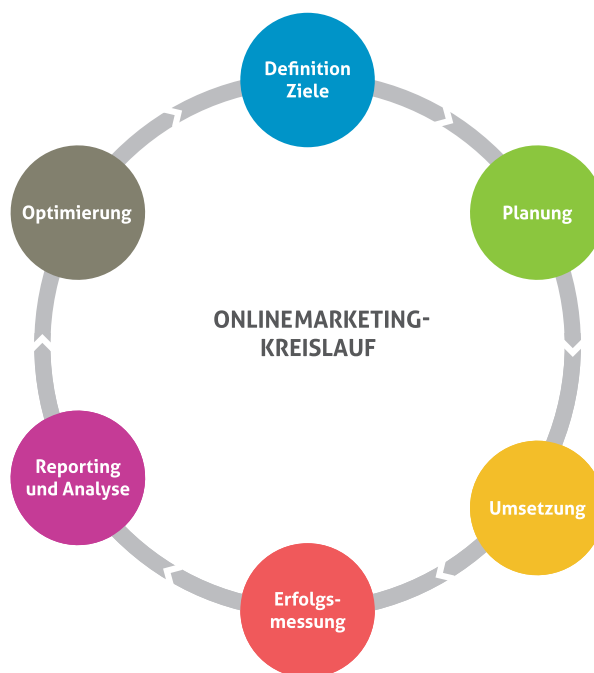 Definition
Ziele
Optimierung
Planung
ONLINEMARKETING-
KREISLAUF
Reporting
und Analyse
Umsetzung
Erfolgs-
messung